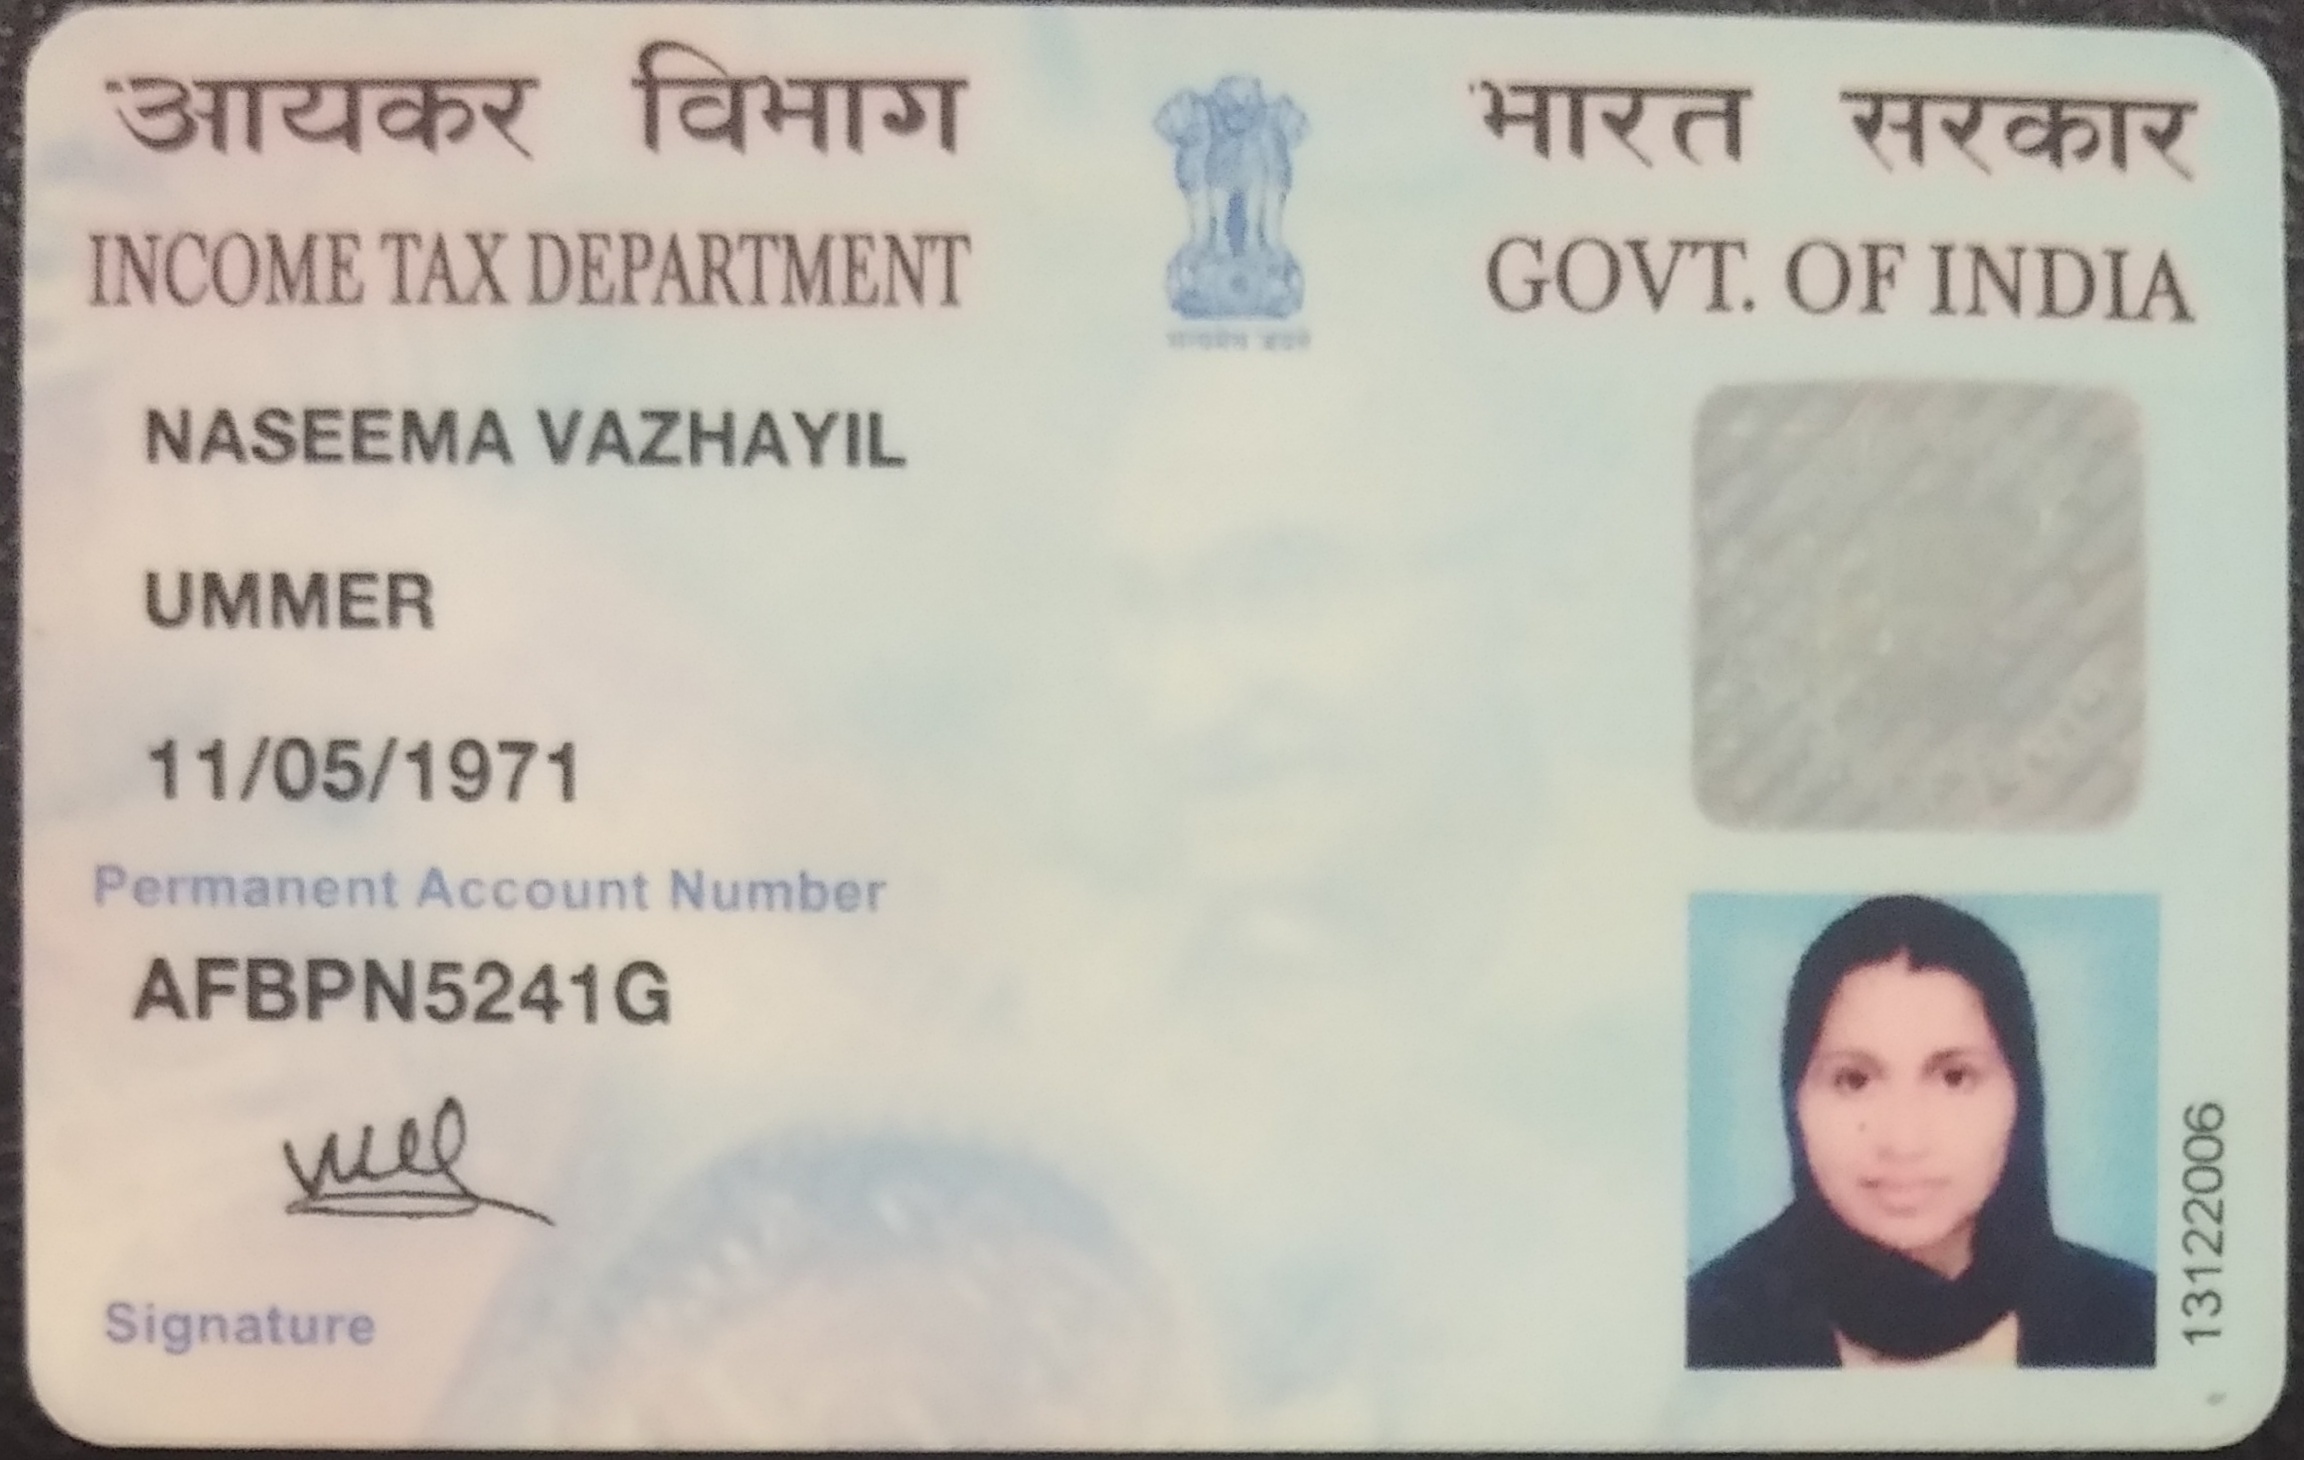 आयकर विभाग
INCOME TAX DEPARTMENT
भारत सरकार
GOVT. OF INDIA
सत्यमेव जयते
NASEEMA VAZHAYIL
UMMER
11/05/1971
Permanent Account Number
AFBPN5241G
Signature
13122006